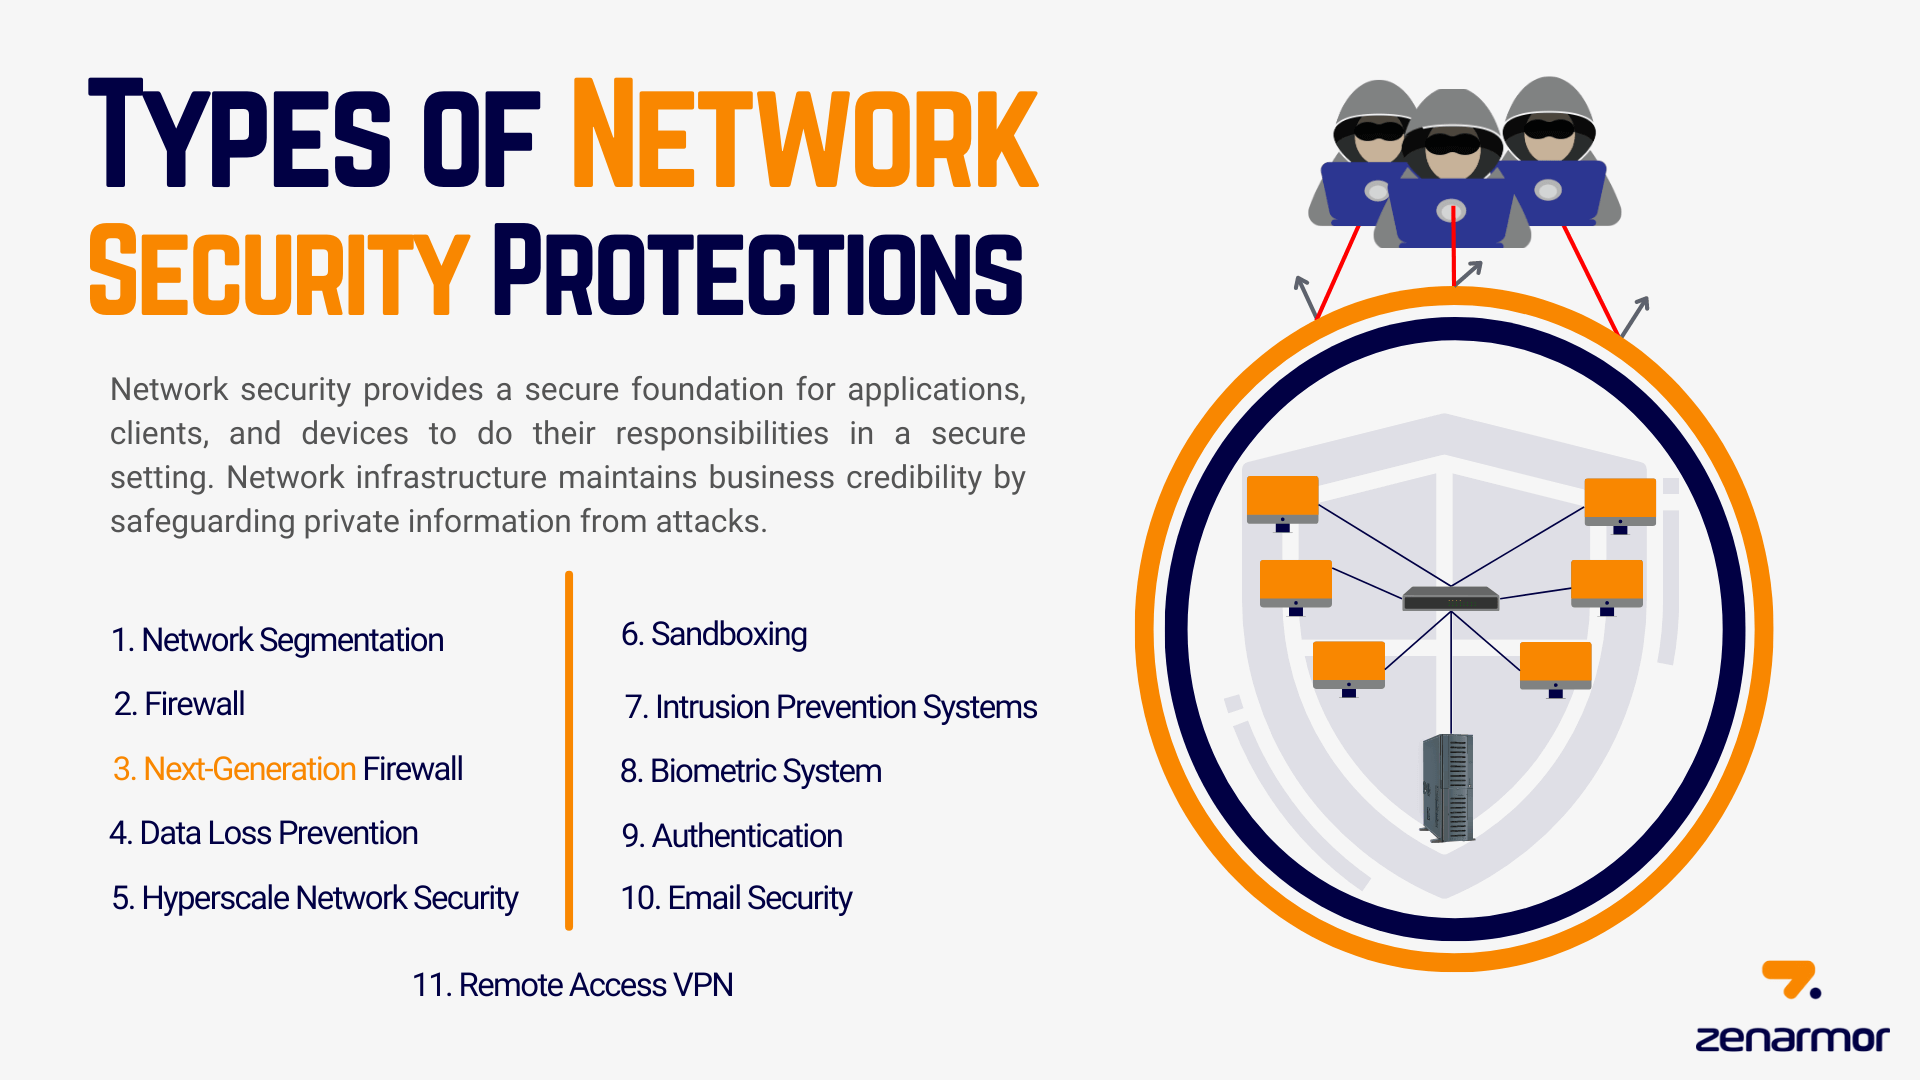 Types of Network
Security Protections
Network security provides a secure foundation for applications,
clients, and devices to do their responsibilities in a secure
setting. Network infrastructure maintains business credibility by
safeguarding private information from attacks.
1. Network Segmentation
2. Firewall
3. Next-Generation Firewall
4. Data Loss Prevention
5. Hyperscale Network Security
6. Sandboxing
7. Intrusion Prevention Systems
8. Biometric System
9. Authentication
10. Email Security
11. Remote Access VPN
zenarmor